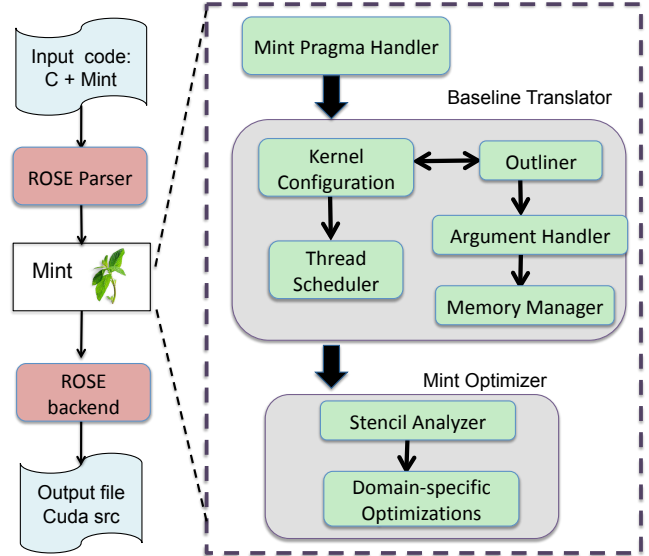 Input code:
C + Mint
ROSE Parser
Mint
ROSE
backend
Output file
Cuda src
Mint Pragma Handler
Baseline Translator
Kernel
Configuration
Outliner
Thread
Scheduler
Argument Handler
Memory Manager
Mint Optimizer
Stencil Analyzer
Domain-specific
Optimizations